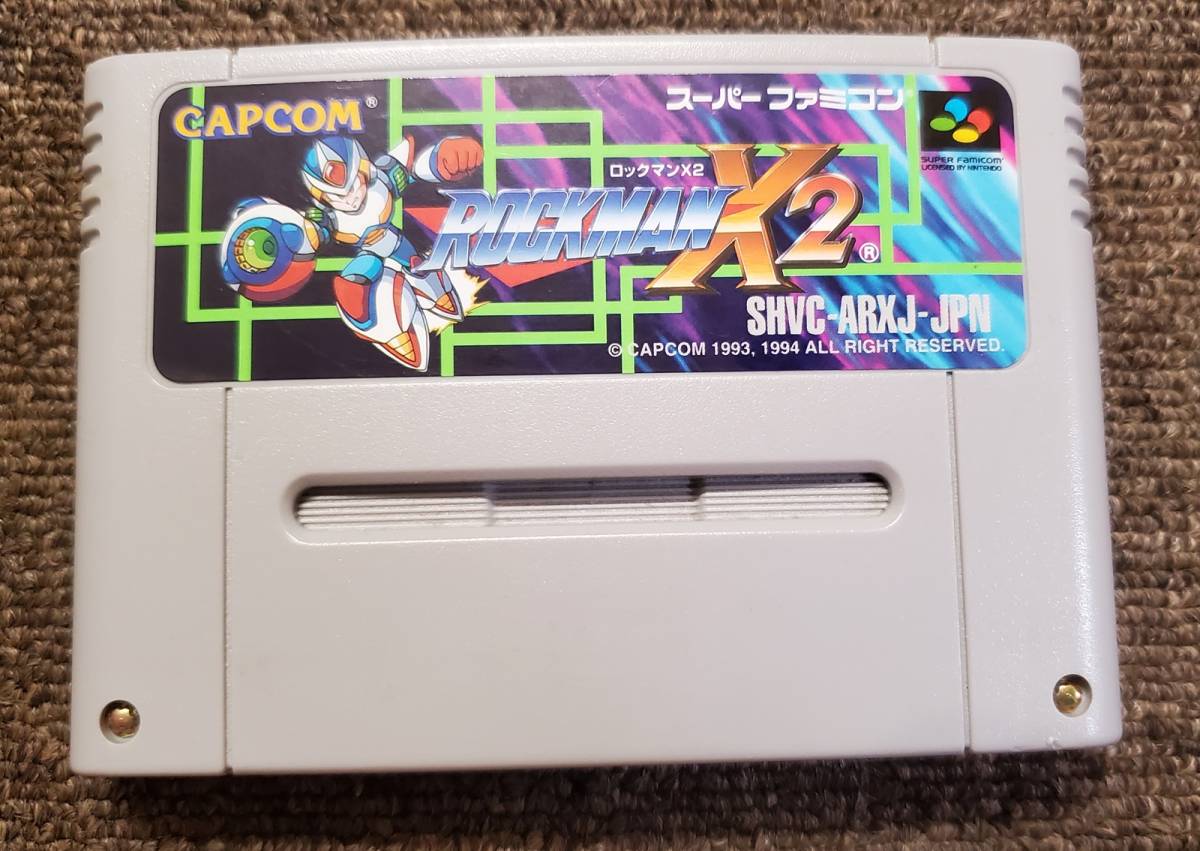 CAPCOM®
スーパーファミコン
SUPER FAMICOM
LICENSED BY NINTENDO
ロックマンX2
ROCKMAN X2®
SHVC-ARXJ-JPN
© CAPCOM 1993, 1994 ALL RIGHT RESERVED.